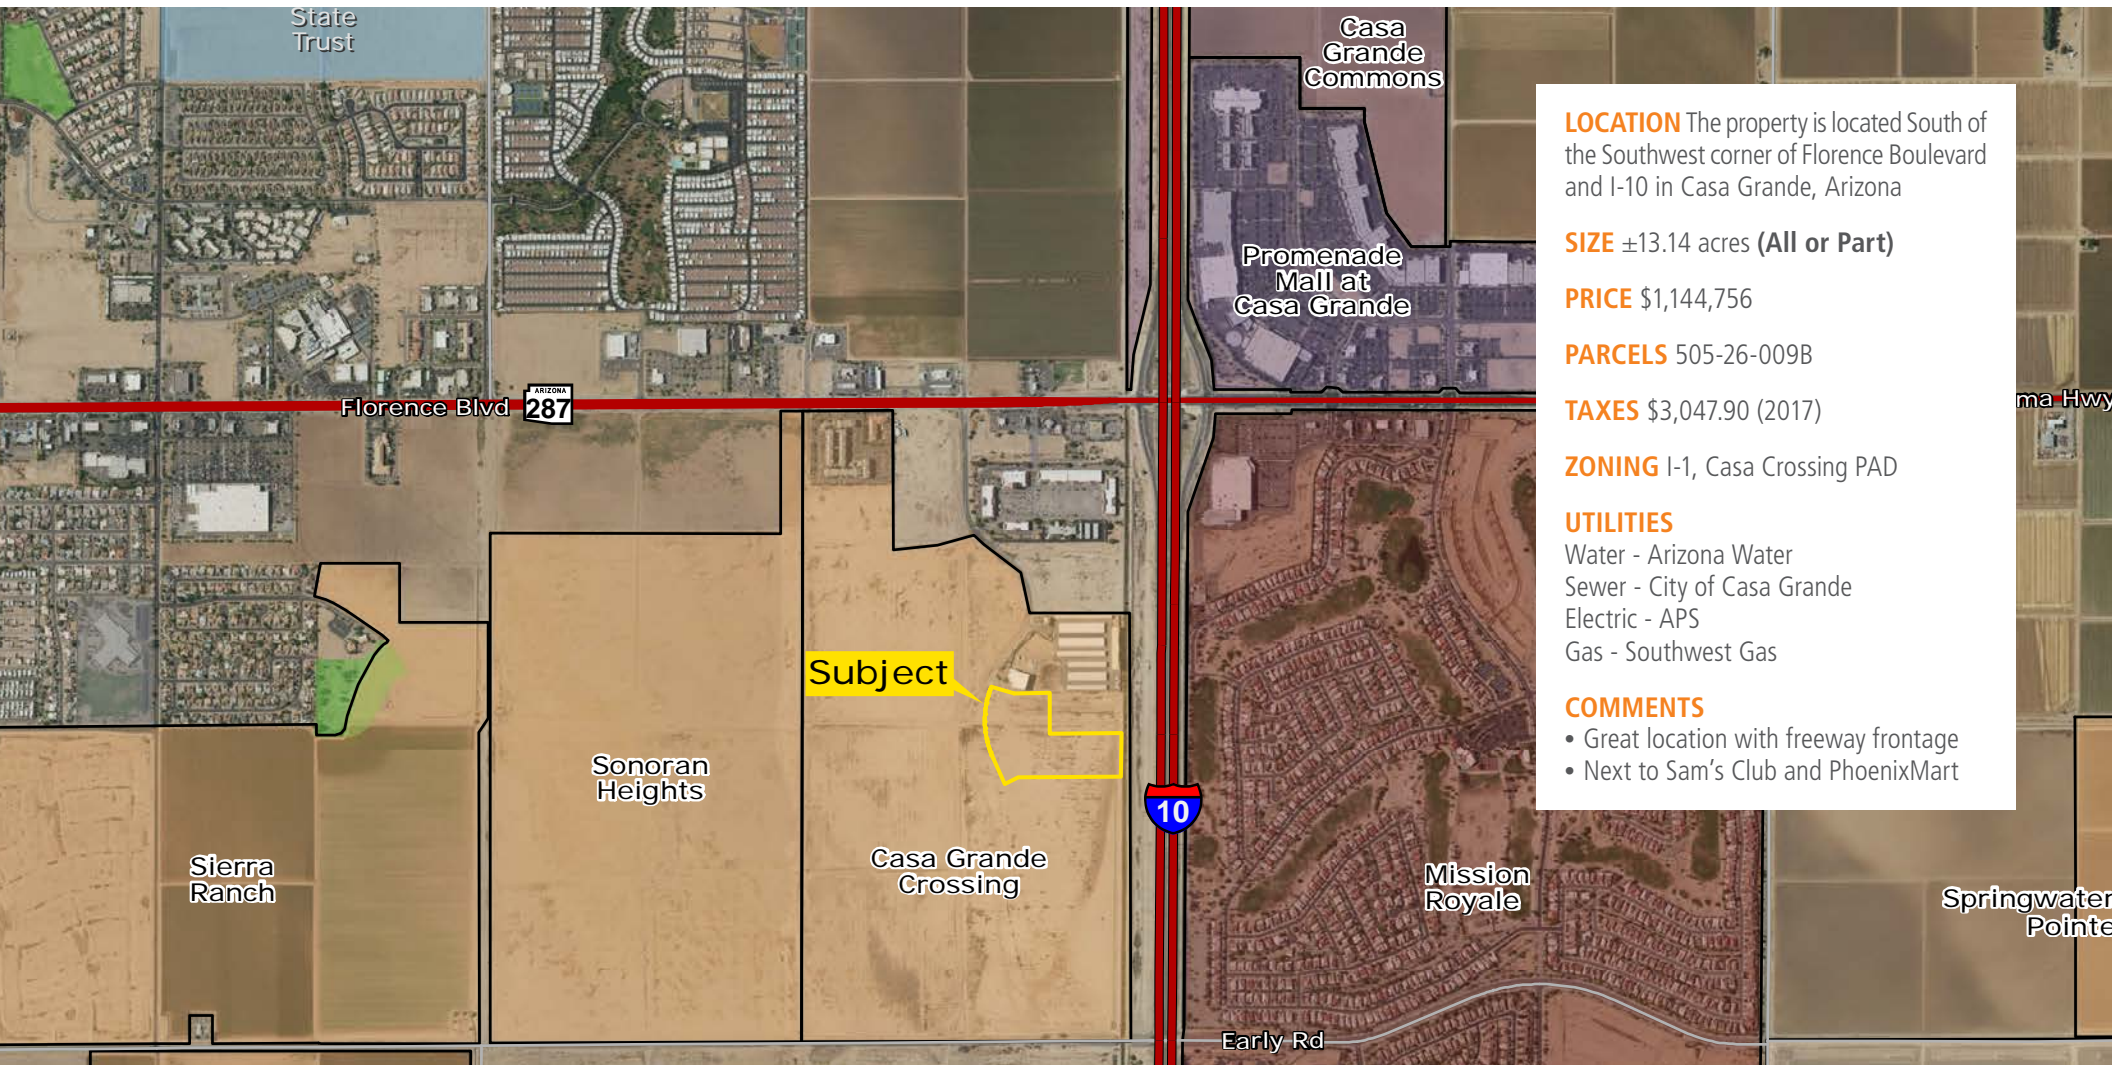 State
Trust
Casa
Grande
Commons
Promenade
Mall at
Casa Grande
Florence Blvd
ARIZONA
287
ma Hwy
Subject
Sonoran
Heights
Casa Grande
Crossing
Sierra
Ranch
10
Mission
Royale
Springwater
Pointe
Early Rd
LOCATION The property is located South of
the Southwest corner of Florence Boulevard
and I-10 in Casa Grande, Arizona
SIZE ±13.14 acres (All or Part)
PRICE $1,144,756
PARCELS 505-26-009B
TAXES $3,047.90 (2017)
ZONING I-1, Casa Crossing PAD
UTILITIES
Water - Arizona Water
Sewer - City of Casa Grande
Electric - APS
Gas - Southwest Gas
COMMENTS
• Great location with freeway frontage
• Next to Sam's Club and PhoenixMart